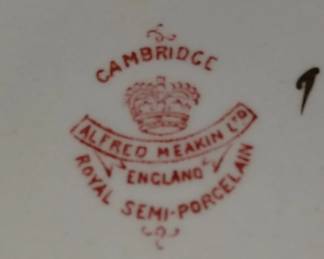 CAMBRIDGE
ALFRED MEAKIN LTD
ENGLAND
ROYAL SEMI-PORCELAIN